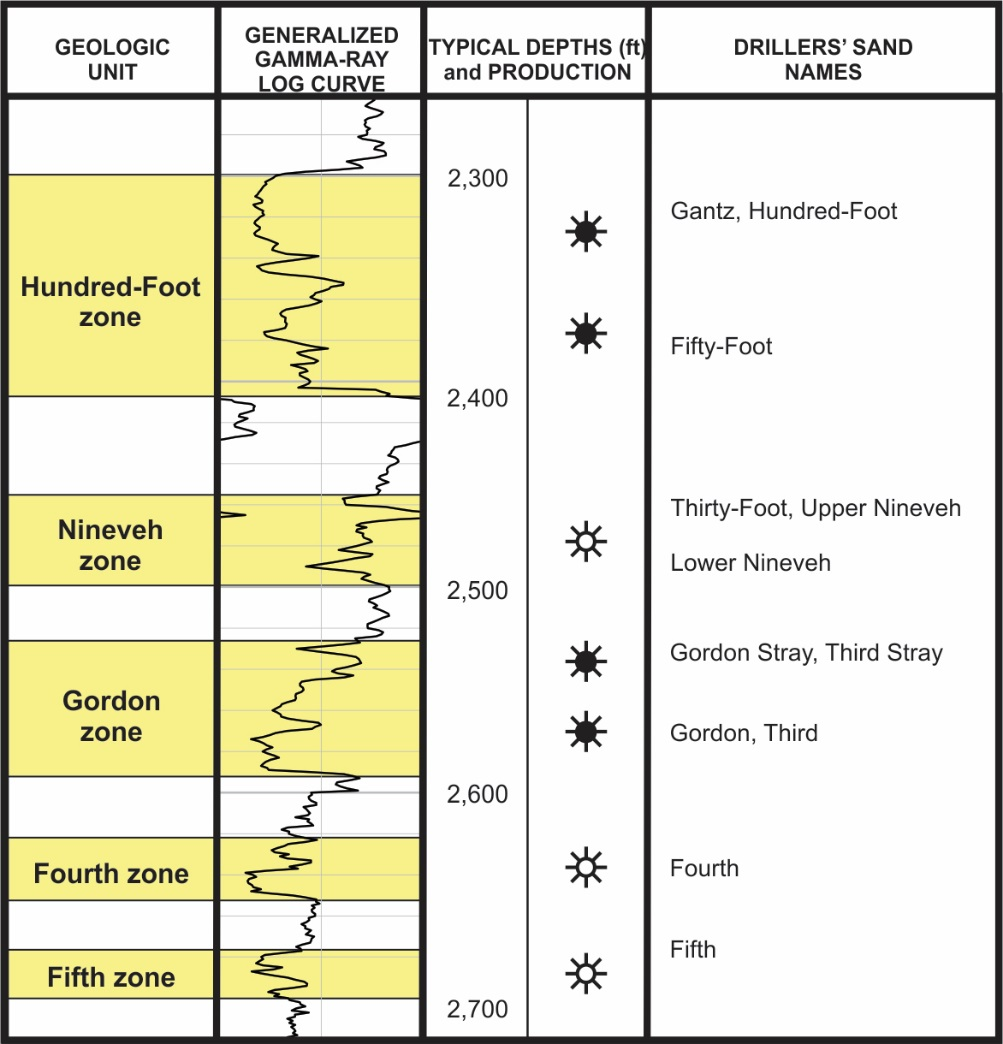 GEOLOGIC
UNIT
GENERALIZED
GAMMA-RAY
LOG CURVE
TYPICAL DEPTHS (ft)
and PRODUCTION
DRILLERS’ SAND
NAMES
2,300
Gantz, Hundred-Foot
Hundred-Foot
zone
Fifty-Foot
2,400
Thirty-Foot, Upper Nineveh
Nineveh
zone
Lower Nineveh
2,500
Gordon Stray, Third Stray
Gordon
zone
Gordon, Third
2,600
Fourth zone
Fourth
Fifth
Fifth zone
2,700